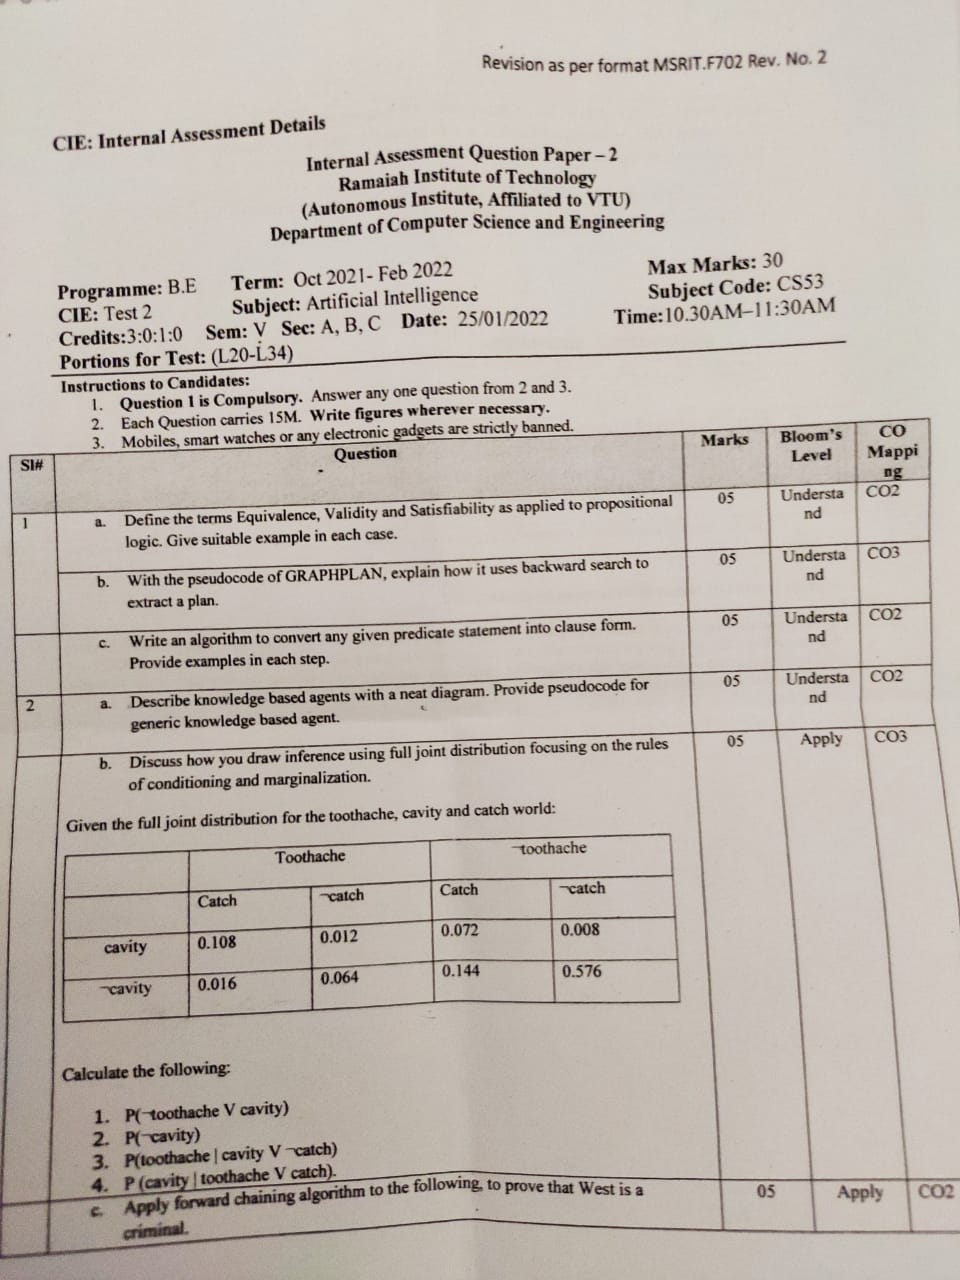 Revision as per format MSRIT.F702 Rev. No. 2
CIE: Internal Assessment Details
Internal Assessment Question Paper – 2
Ramaiah Institute of Technology
(Autonomous Institute, Affiliated to VTU)
Department of Computer Science and Engineering
Programme: B.E Term: Oct 2021- Feb 2022 Max Marks: 30
CIE: Test 2 Subject: Artificial Intelligence Subject Code: CS53
Credits:3:0:1:0 Sem: V Sec: A, B, C Date: 25/01/2022 Time:10.30AM–11:30AM
Portions for Test: (L20-L34)
Instructions to Candidates:
1. Question 1 is Compulsory. Answer any one question from 2 and 3.
2. Each Question carries 15M. Write figures wherever necessary.
3. Mobiles, smart watches or any electronic gadgets are strictly banned.
Sl# Question Marks Bloom's CO
Level Mappi
ng
1 a. Define the terms Equivalence, Validity and Satisfiability as applied to propositional 05 Understa CO2
logic. Give suitable example in each case. nd
b. With the pseudocode of GRAPHPLAN, explain how it uses backward search to 05 Understa CO3
extract a plan. nd
c. Write an algorithm to convert any given predicate statement into clause form. 05 Understa CO2
Provide examples in each step. nd
2 a. Describe knowledge based agents with a neat diagram. Provide pseudocode for 05 Understa CO2
generic knowledge based agent. nd
b. Discuss how you draw inference using full joint distribution focusing on the rules 05 Apply CO3
of conditioning and marginalization.
Given the full joint distribution for the toothache, cavity and catch world:
Toothache ¬toothache
Catch ¬catch Catch ¬catch
cavity 0.108 0.012 0.072 0.008
¬cavity 0.016 0.064 0.144 0.576
Calculate the following:
1. P(¬toothache V cavity)
2. P(¬cavity)
3. P(toothache | cavity V ¬catch)
4. P (cavity | toothache V catch).
c. Apply forward chaining algorithm to the following, to prove that West is a 05 Apply CO2
criminal.